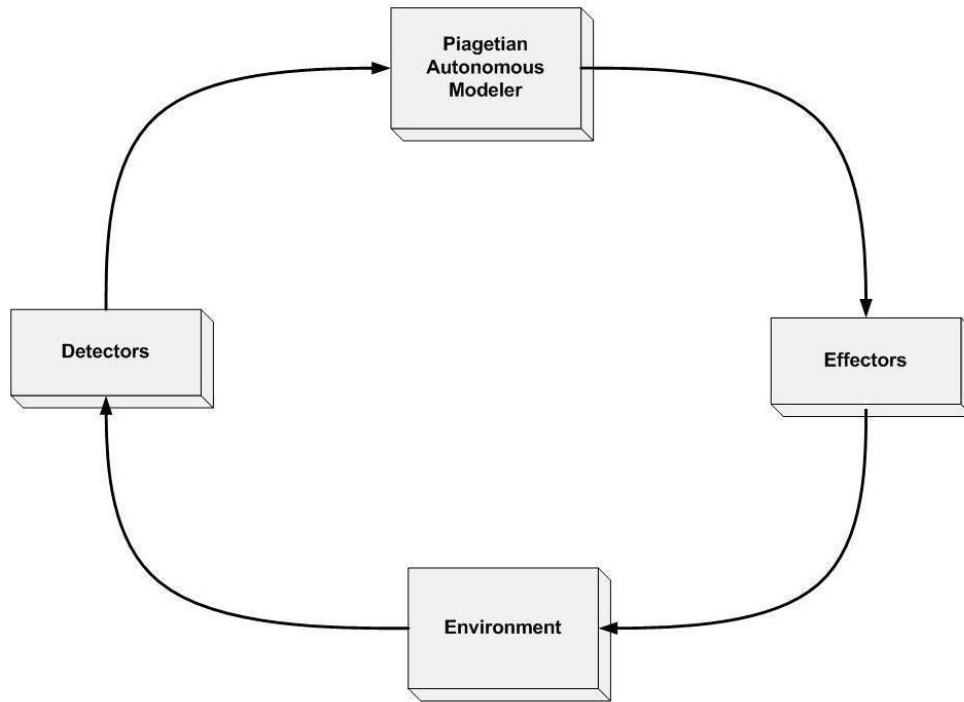 Piagetian
Autonomous
Modeler
Detectors
Effectors
Environment